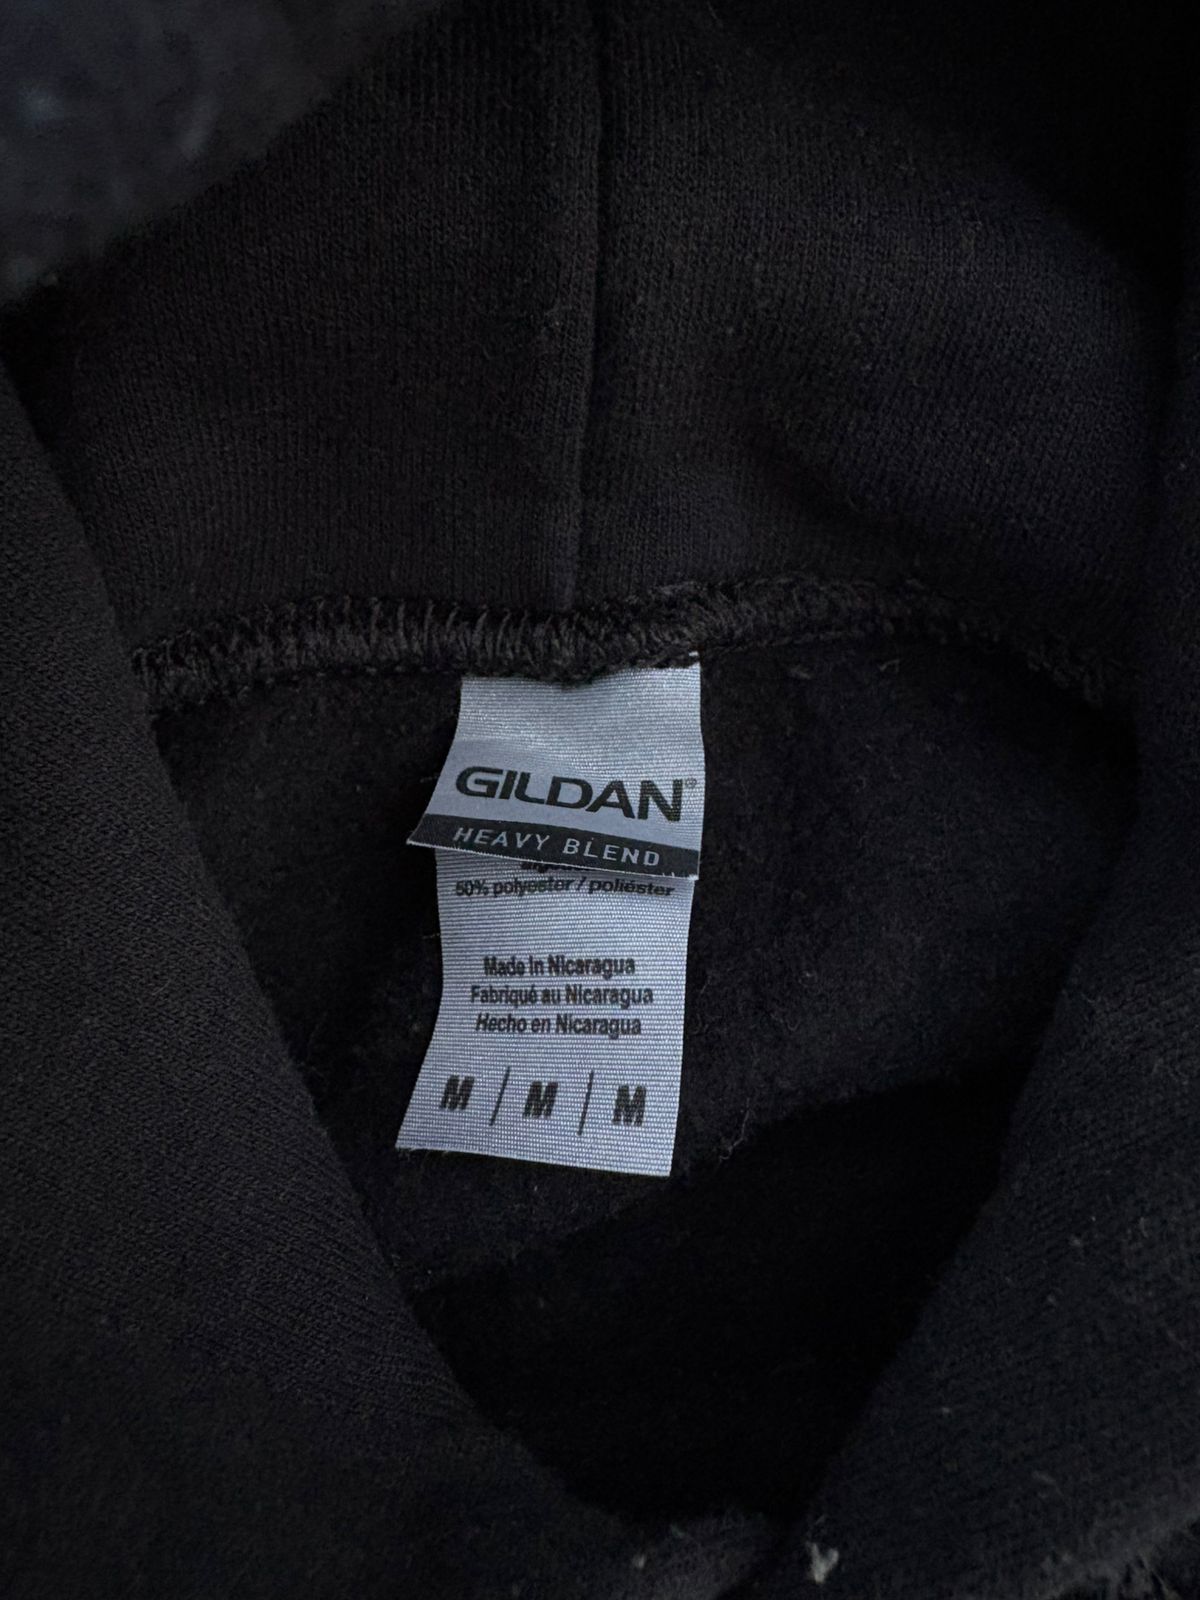 GILDAN®
HEAVY BLEND
50% polyester / poliéster
Made in Nicaragua
Fabriqué au Nicaragua
Hecho en Nicaragua
M / M / M